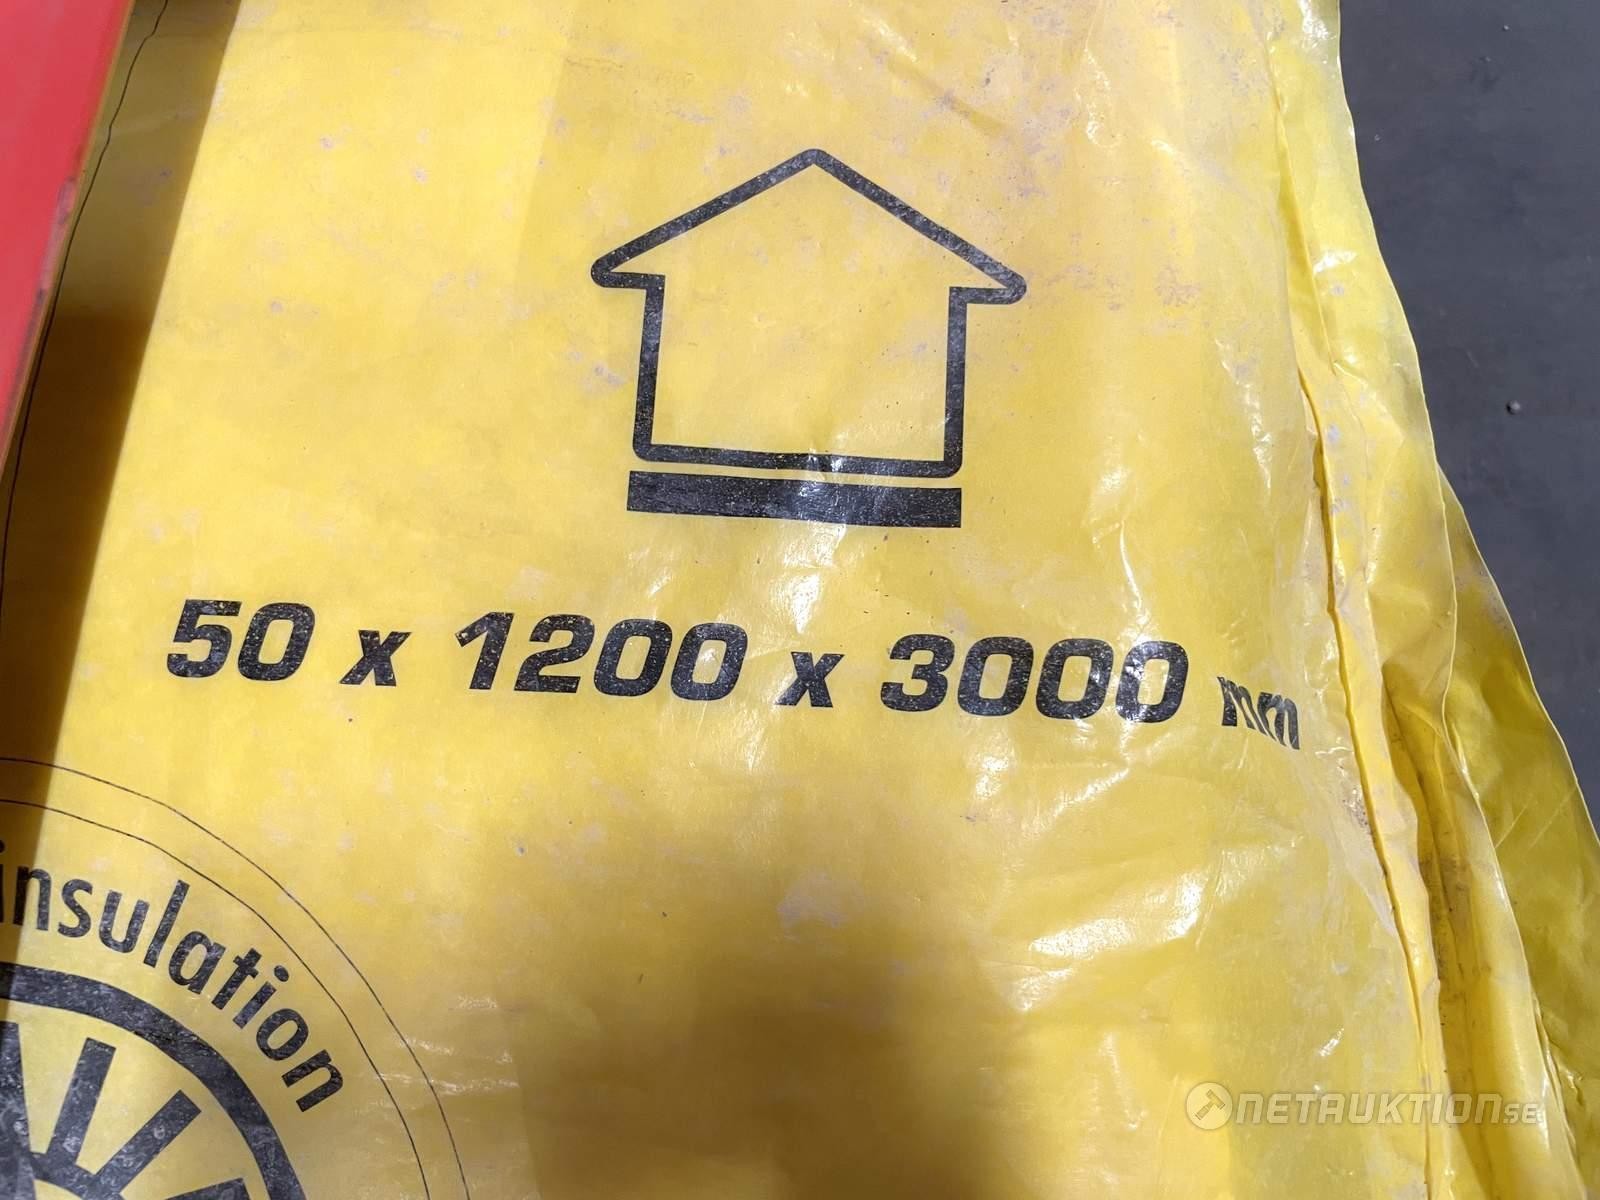 50 x 1200 x 3000 mm
insulation
NETAUKTION.SE